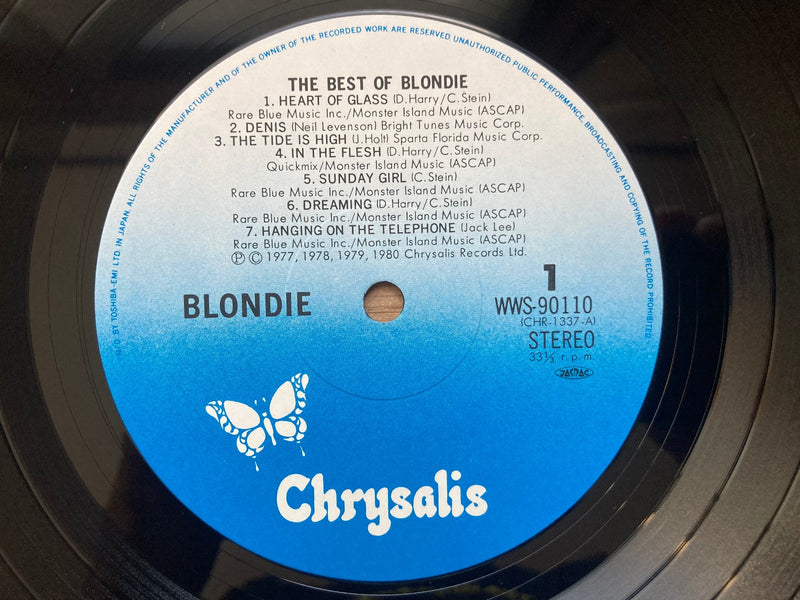 MF'D BY TOSHIBA-EMI LTD. IN JAPAN. ALL RIGHTS OF THE MANUFACTURER AND OF THE OWNER OF THE RECORDED WORK ARE RESERVED UNAUTHORIZED PUBLIC PERFORMANCE, BROADCASTING AND COPYING OF THE RECORD PROHIBITED.
THE BEST OF BLONDIE
1. HEART OF GLASS (D.Harry/C.Stein)
Rare Blue Music Inc./Monster Island Music (ASCAP)
2. DENIS (Neil Levenson) Bright Tunes Music Corp.
3. THE TIDE IS HIGH (J.Holt) Sparta Florida Music Corp.
4. IN THE FLESH (D.Harry/C.Stein)
Quickmix/Monster Island Music (ASCAP)
5. SUNDAY GIRL (C.Stein)
Rare Blue Music Inc./Monster Island Music (ASCAP)
6. DREAMING (D.Harry/C.Stein)
Rare Blue Music Inc./Monster Island Music (ASCAP)
7. HANGING ON THE TELEPHONE (Jack Lee)
Rare Blue Music Inc./Monster Island Music (ASCAP)
Ⓟ © 1977, 1978, 1979, 1980 Chrysalis Records Ltd.
BLONDIE
1
WWS-90110
(CHR-1337-A)
STEREO
33⅓ r.p.m.
JASRAC
Chrysalis